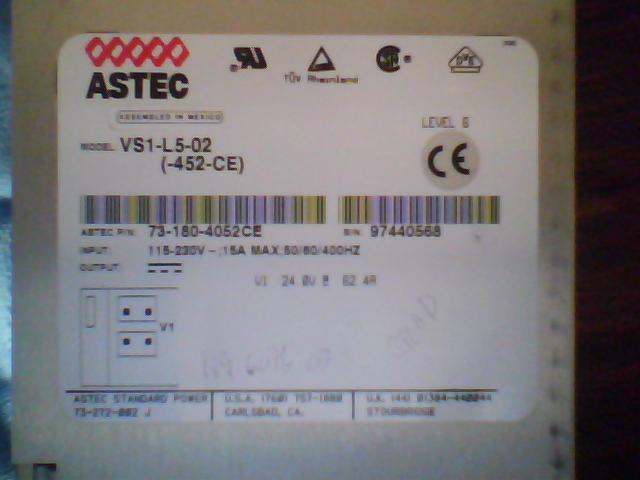 ASTEC
TÜV Rheinland
ASSEMBLED IN MEXICO
LEVEL 6
MODEL VS1-L5-02
(-452-CE)
CE
ASTEC P/N: 73-180-4052CE S/N: 97440568
INPUT: 115-230V ~, 15A MAX, 50/60/400HZ
OUTPUT:
V1 24.0V @ 62.4A
V1
ASTEC STANDARD POWER U.S.A. (760) 757-1880 U.K. (44) 01384-440044
73-272-002 J CARLSBAD, CA. STOURBRIDGE